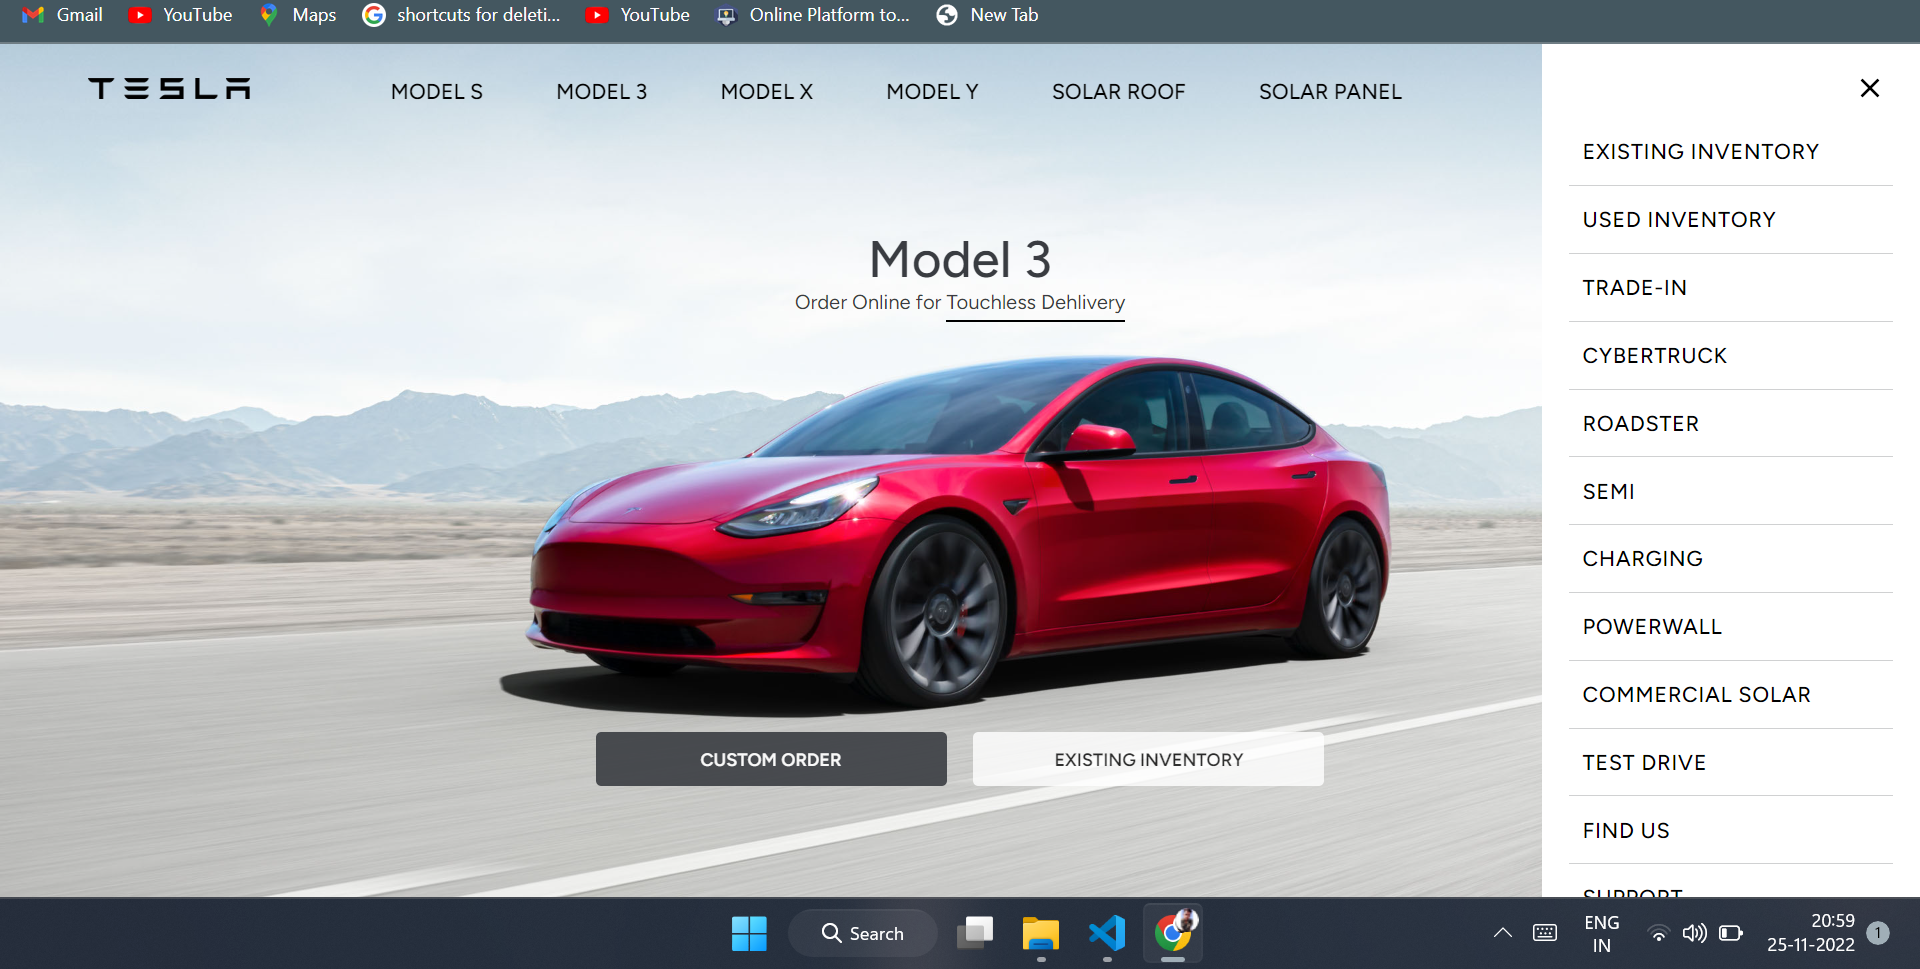 Gmail YouTube Maps shortcuts for deleti... YouTube Online Platform to... New Tab
TESLA MODEL S MODEL 3 MODEL X MODEL Y SOLAR ROOF SOLAR PANEL
Model 3
Order Online for Touchless Dehlivery
CUSTOM ORDER EXISTING INVENTORY
EXISTING INVENTORY
USED INVENTORY
TRADE-IN
CYBERTRUCK
ROADSTER
SEMI
CHARGING
POWERWALL
COMMERCIAL SOLAR
TEST DRIVE
FIND US
SUPPORT
Search
ENG
IN
20:59
25-11-2022
1